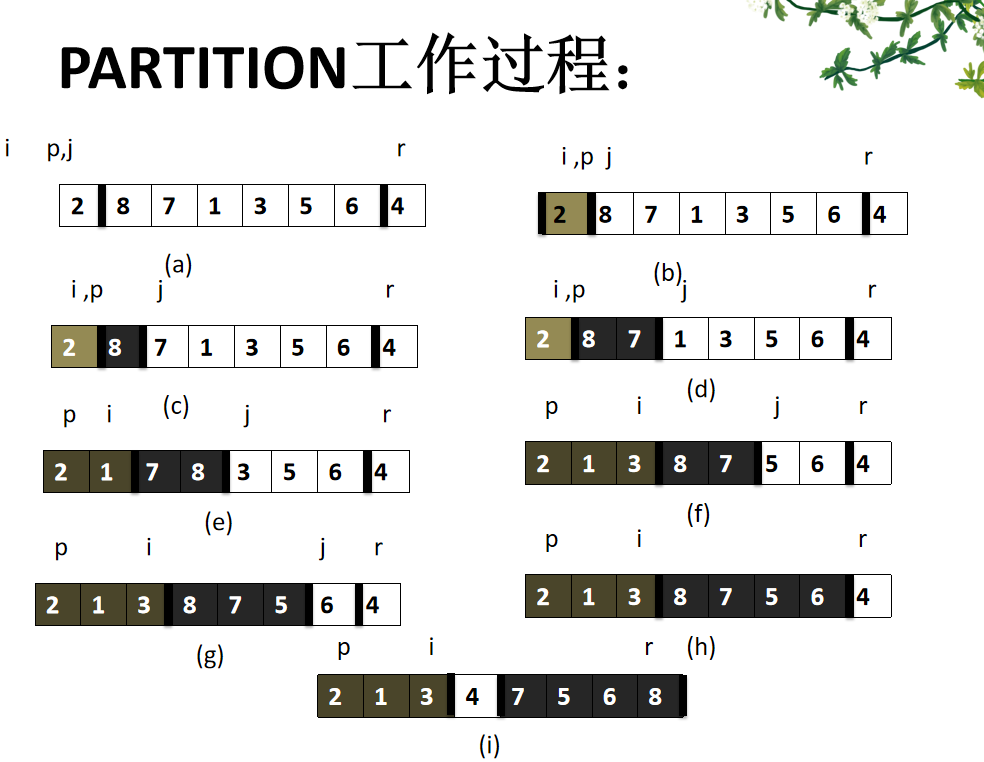 PARTITION工作过程：
i p,j r
2 8 7 1 3 5 6 4
(a)
i ,p j r
2 8 7 1 3 5 6 4
(b)
i ,p j r
2 8 7 1 3 5 6 4
(c)
i ,p j r
2 8 7 1 3 5 6 4
(d)
p i j r
2 1 7 8 3 5 6 4
(e)
p i j r
2 1 3 8 7 5 6 4
(f)
p i j r
2 1 3 8 7 5 6 4
(g)
p i r
2 1 3 8 7 5 6 4
(h)
p i r
2 1 3 4 7 5 6 8
(i)